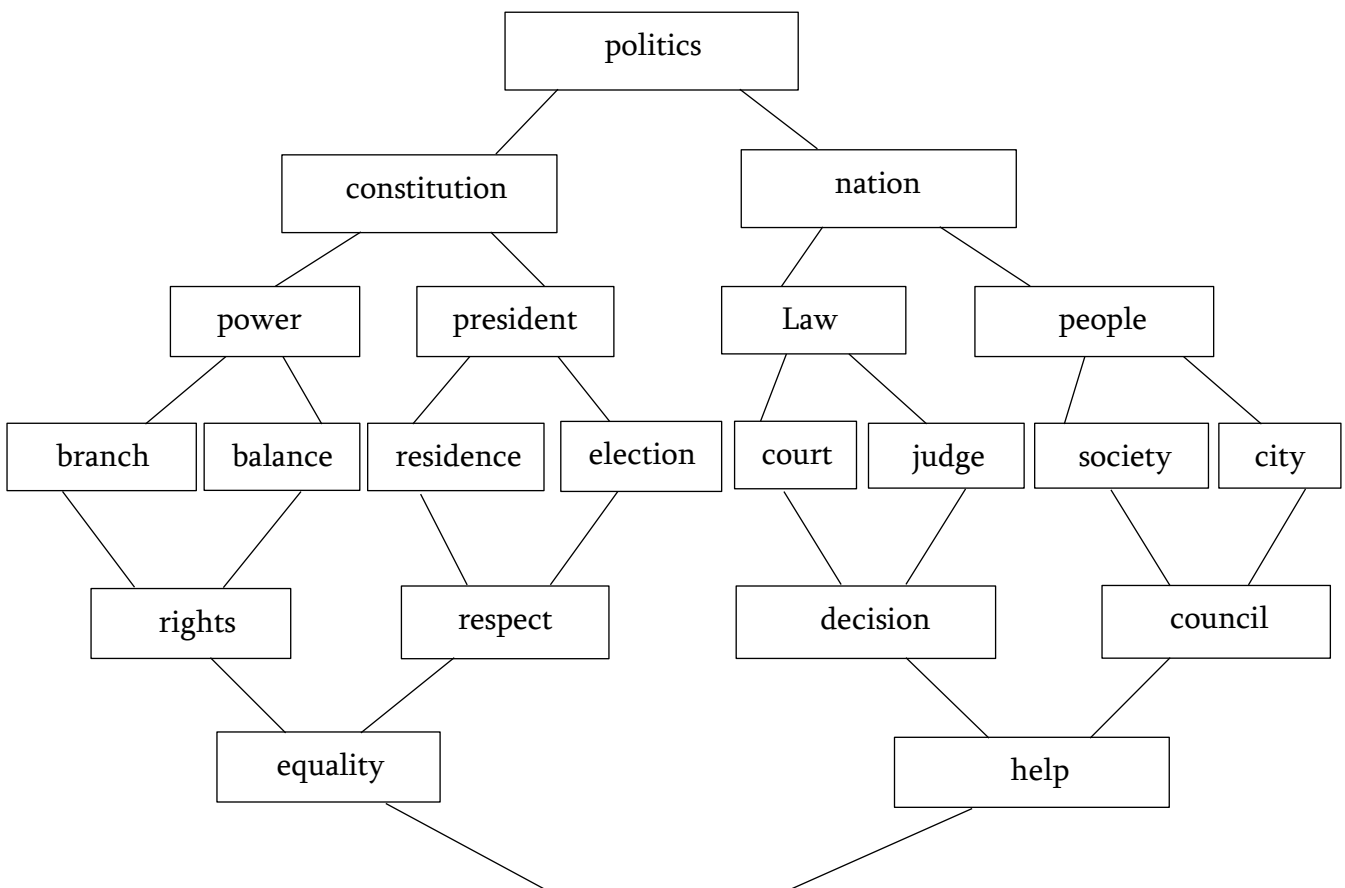 politics
constitution
nation
power
president
Law
people
branch
balance
residence
election
court
judge
society
city
rights
respect
decision
council
equality
help